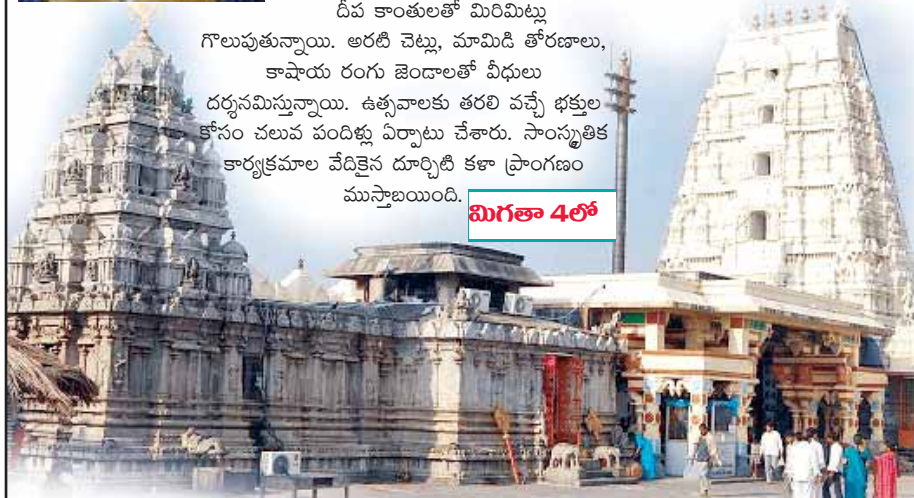 దీప కాంతులతో మిరిమిట్లు
గొలుపుతున్నాయి. అరటి చెట్లు, మామిడి తోరణాలు,
కాషాయ రంగు జెండాలతో వీధులు
దర్శనమిస్తున్నాయి. ఉత్సవాలకు తరలి వచ్చే భక్తుల
కోసం చలువ పందిళ్లు ఏర్పాటు చేశారు. సాంస్కృతిక
కార్యక్రమాల వేదికైన దూర్చిటి కళా ప్రాంగణం
ముస్తాబయింది.
మిగతా 4లో